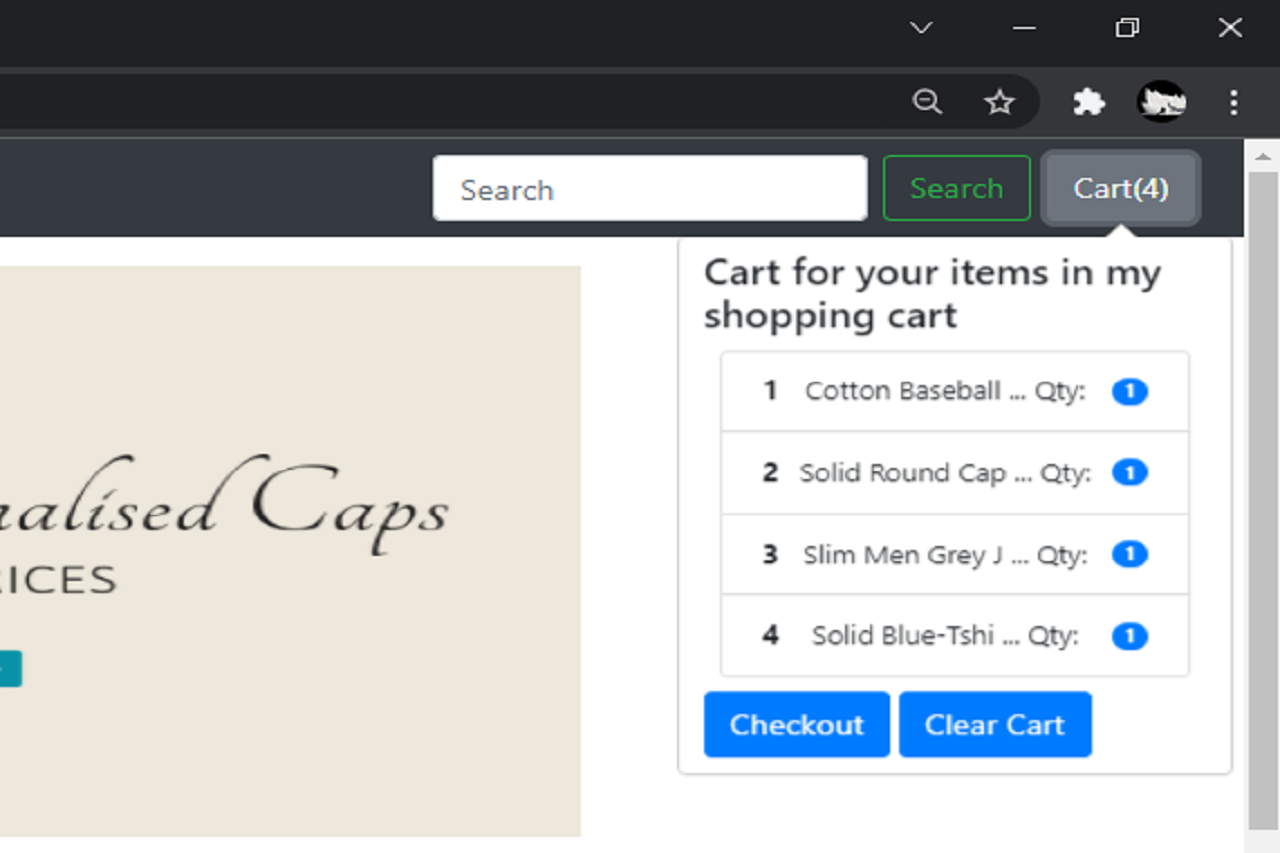 Search
Search
Cart(4)
Cart for your items in my
shopping cart
1 Cotton Baseball ... Qty: 1
2 Solid Round Cap ... Qty: 1
3 Slim Men Grey J ... Qty: 1
4 Solid Blue-Tshi ... Qty: 1
Checkout Clear Cart
alised Caps
RICES